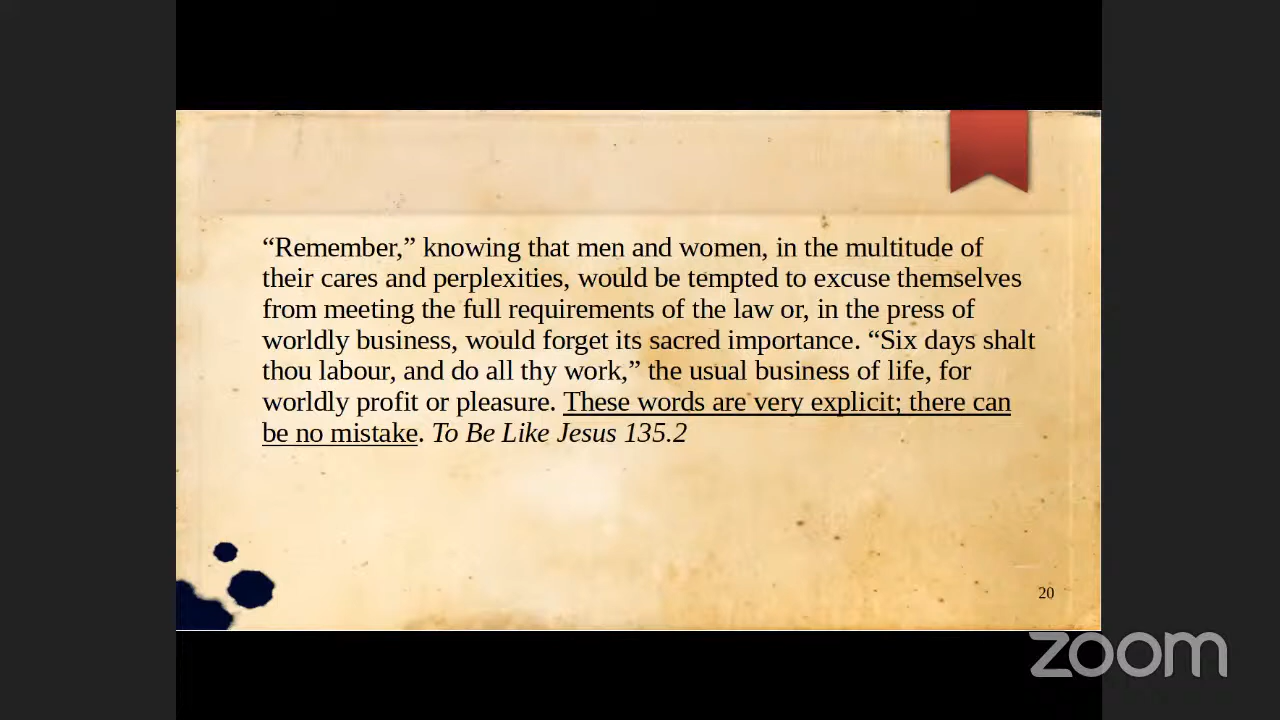 “Remember,” knowing that men and women, in the multitude of
their cares and perplexities, would be tempted to excuse themselves
from meeting the full requirements of the law or, in the press of
worldly business, would forget its sacred importance. “Six days shalt
thou labour, and do all thy work,” the usual business of life, for
worldly profit or pleasure. These words are very explicit; there can
be no mistake. To Be Like Jesus 135.2
20
zoom